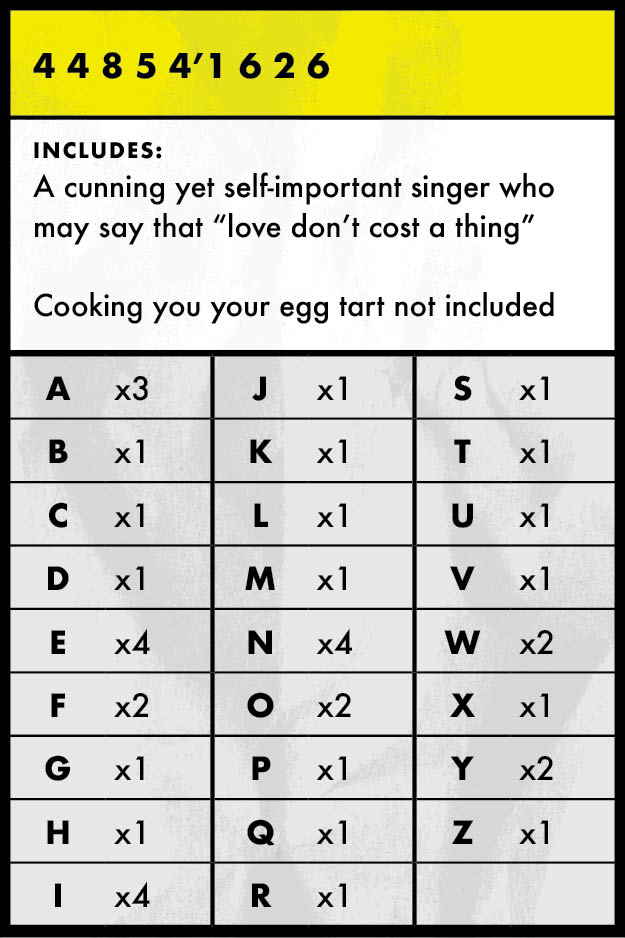 4 4 8 5 4’1 6 2 6
INCLUDES:
A cunning yet self-important singer who
may say that “love don’t cost a thing”
Cooking you your egg tart not included
A x3 J x1 S x1
B x1 K x1 T x1
C x1 L x1 U x1
D x1 M x1 V x1
E x4 N x4 W x2
F x2 O x2 X x1
G x1 P x1 Y x2
H x1 Q x1 Z x1
I x4 R x1